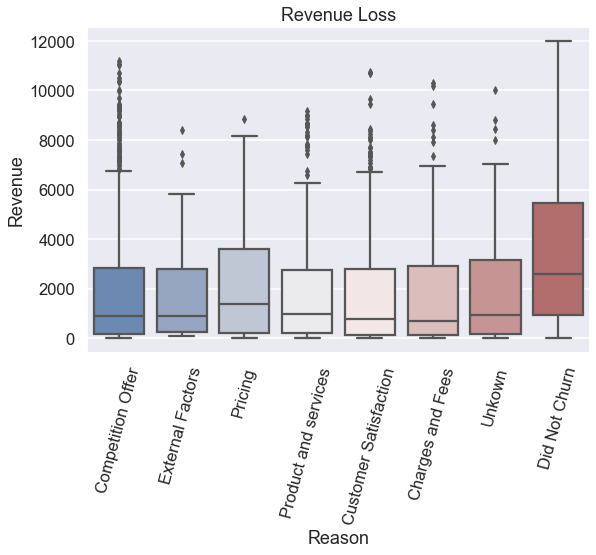 Revenue Loss
12000
10000
8000
6000
4000
2000
0
Revenue
Competition Offer
External Factors
Pricing
Product and services
Customer Satisfaction
Charges and Fees
Unkown
Did Not Churn
Reason